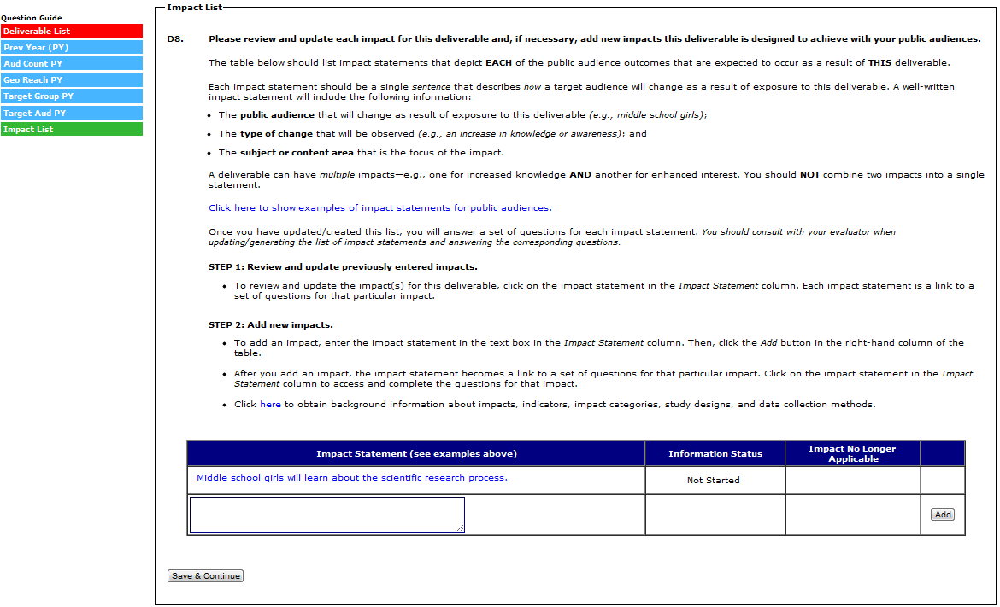 Question Guide
Deliverable List
Prev Year (PY)
Aud Count PY
Geo Reach PY
Target Group PY
Target Aud PY
Impact List
Impact List
D8. Please review and update each impact for this deliverable and, if necessary, add new impacts this deliverable is designed to achieve with your public audiences.
The table below should list impact statements that depict EACH of the public audience outcomes that are expected to occur as a result of THIS deliverable.
Each impact statement should be a single sentence that describes how a target audience will change as a result of exposure to this deliverable. A well-written
impact statement will include the following information:
• The public audience that will change as result of exposure to this deliverable (e.g., middle school girls);
• The type of change that will be observed (e.g., an increase in knowledge or awareness); and
• The subject or content area that is the focus of the impact.
A deliverable can have multiple impacts—e.g., one for increased knowledge AND another for enhanced interest. You should NOT combine two impacts into a single
statement.
Click here to show examples of impact statements for public audiences.
Once you have updated/created this list, you will answer a set of questions for each impact statement. You should consult with your evaluator when
updating/generating the list of impact statements and answering the corresponding questions.
STEP 1: Review and update previously entered impacts.
• To review and update the impact(s) for this deliverable, click on the impact statement in the Impact Statement column. Each impact statement is a link to a
set of questions for that particular impact.
STEP 2: Add new impacts.
• To add an impact, enter the impact statement in the text box in the Impact Statement column. Then, click the Add button in the right-hand column of the
table.
• After you add an impact, the impact statement becomes a link to a set of questions for that particular impact. Click on the impact statement in the Impact
Statement column to access and complete the questions for that impact.
• Click here to obtain background information about impacts, indicators, impact categories, study designs, and data collection methods.
Impact Statement (see examples above) Information Status Impact No Longer
Applicable
Middle school girls will learn about the scientific research process. Not Started
Add
Save & Continue